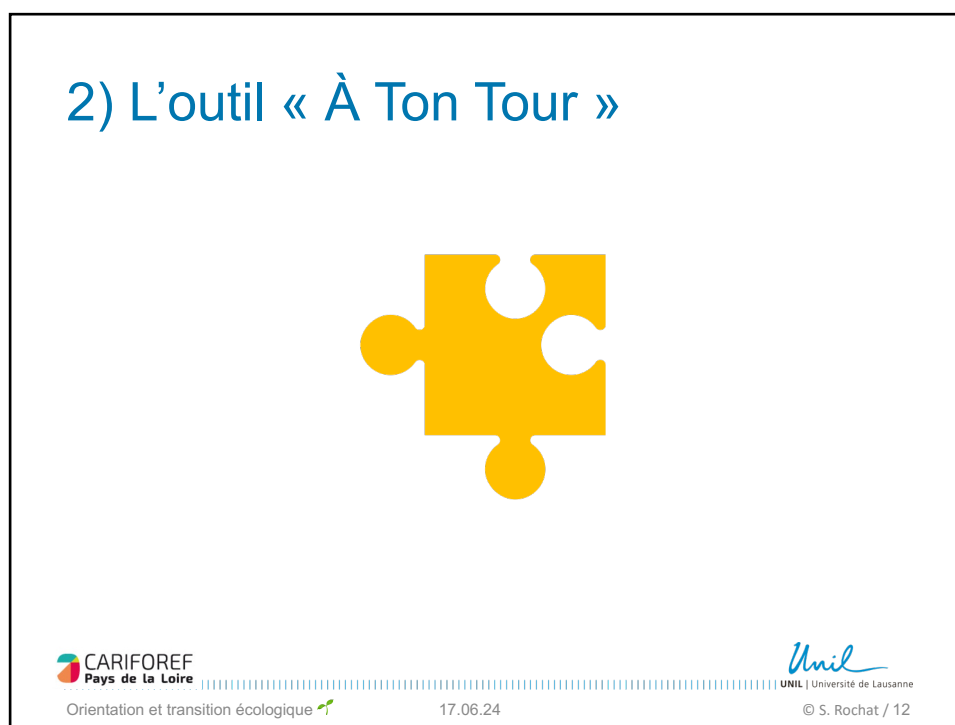 2) L’outil « À Ton Tour »
CARIFOREF
Pays de la Loire
Unil
UNIL | Université de Lausanne
Orientation et transition écologique
17.06.24
© S. Rochat / 12